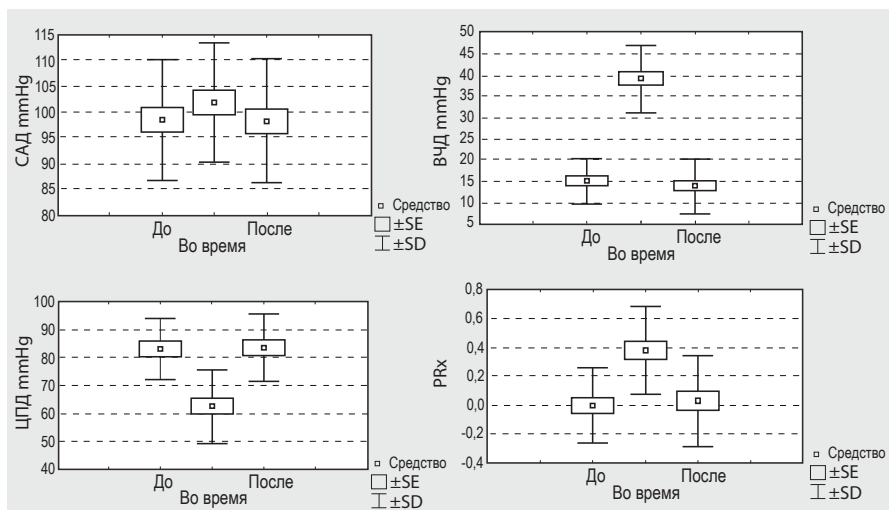 САД mmHg
115
110
105
100
95
90
85
80
До
После
Во время
Средство
±SE
±SD
ВЧД mmHg
50
45
40
35
30
25
20
15
10
5
До
После
Во время
Средство
±SE
±SD
ЦПД mmHg
100
90
80
70
60
50
40
До
После
Во время
Средство
±SE
±SD
PRx
0,8
0,6
0,4
0,2
0,0
-0,2
-0,4
До
После
Во время
Средство
±SE
±SD